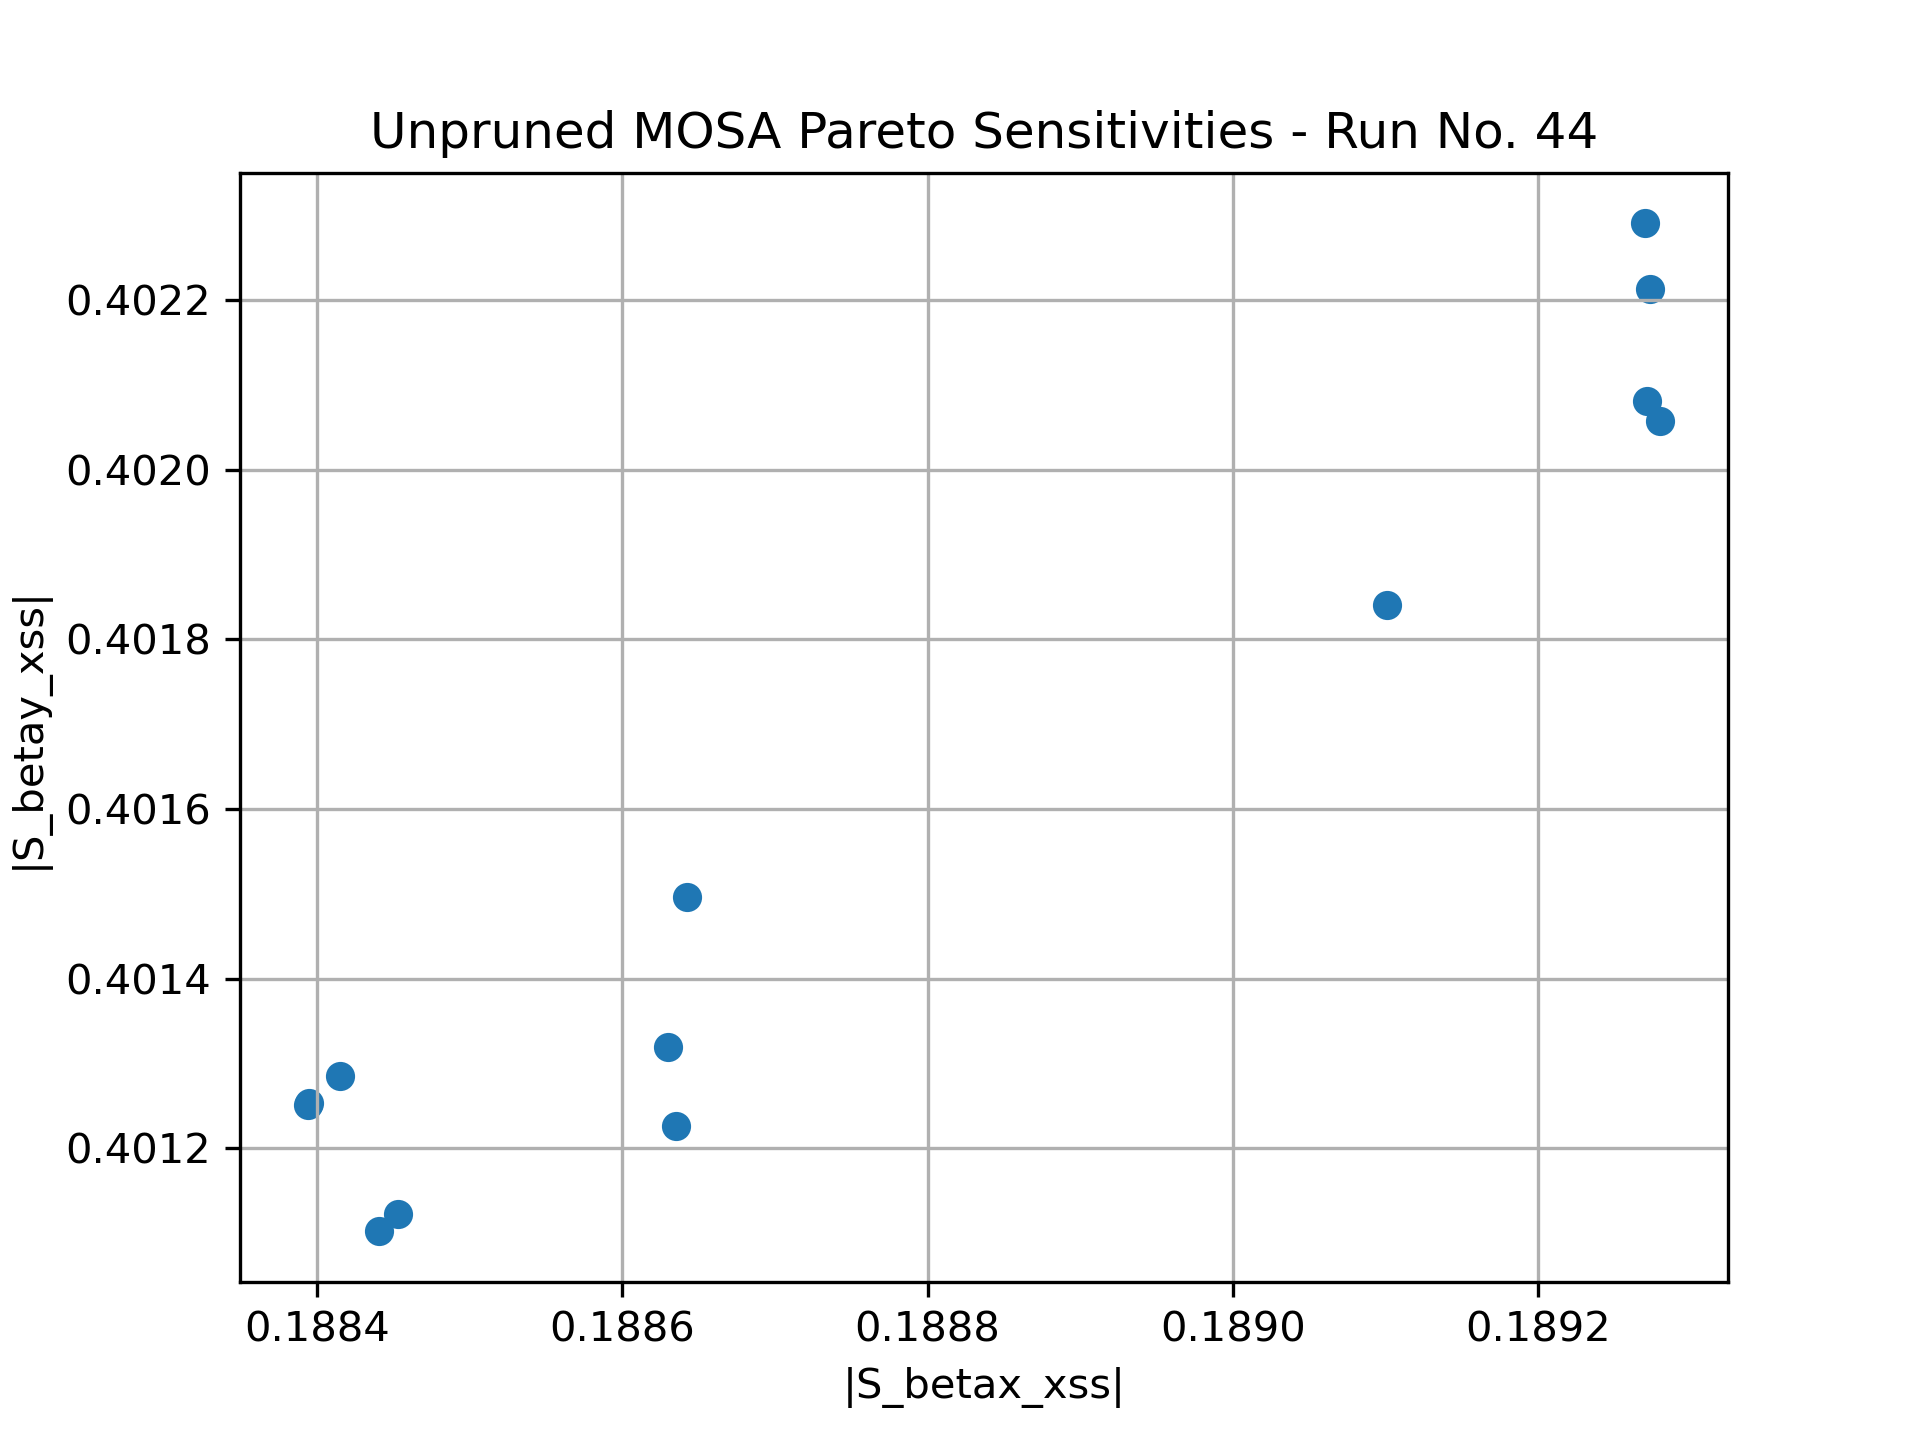 Unpruned MOSA Pareto Sensitivities - Run No. 44
0.4022
0.4020
0.4018
0.4016
0.4014
0.4012
|S_betay_xss|
0.1884 0.1886 0.1888 0.1890 0.1892
|S_betax_xss|